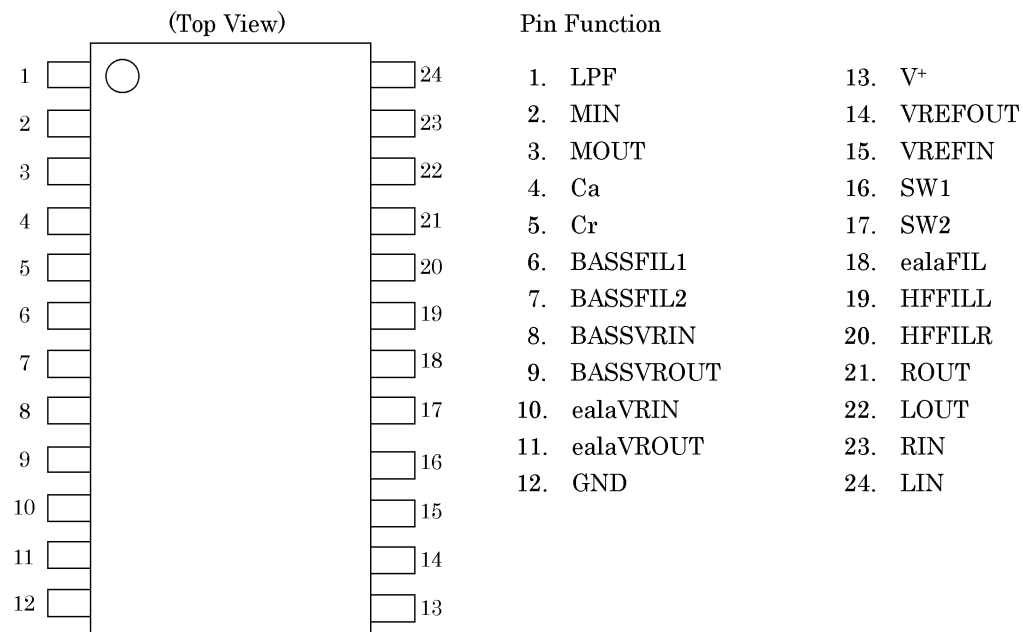 (Top View)
1
2
3
4
5
6
7
8
9
10
11
12
24
23
22
21
20
19
18
17
16
15
14
13
Pin Function
1. LPF
2. MIN
3. MOUT
4. Ca
5. Cr
6. BASSFIL1
7. BASSFIL2
8. BASSVRIN
9. BASSVROUT
10. ealaVRIN
11. ealaVROUT
12. GND
13. V+
14. VREFOUT
15. VREFIN
16. SW1
17. SW2
18. ealaFIL
19. HFFILL
20. HFFILR
21. ROUT
22. LOUT
23. RIN
24. LIN